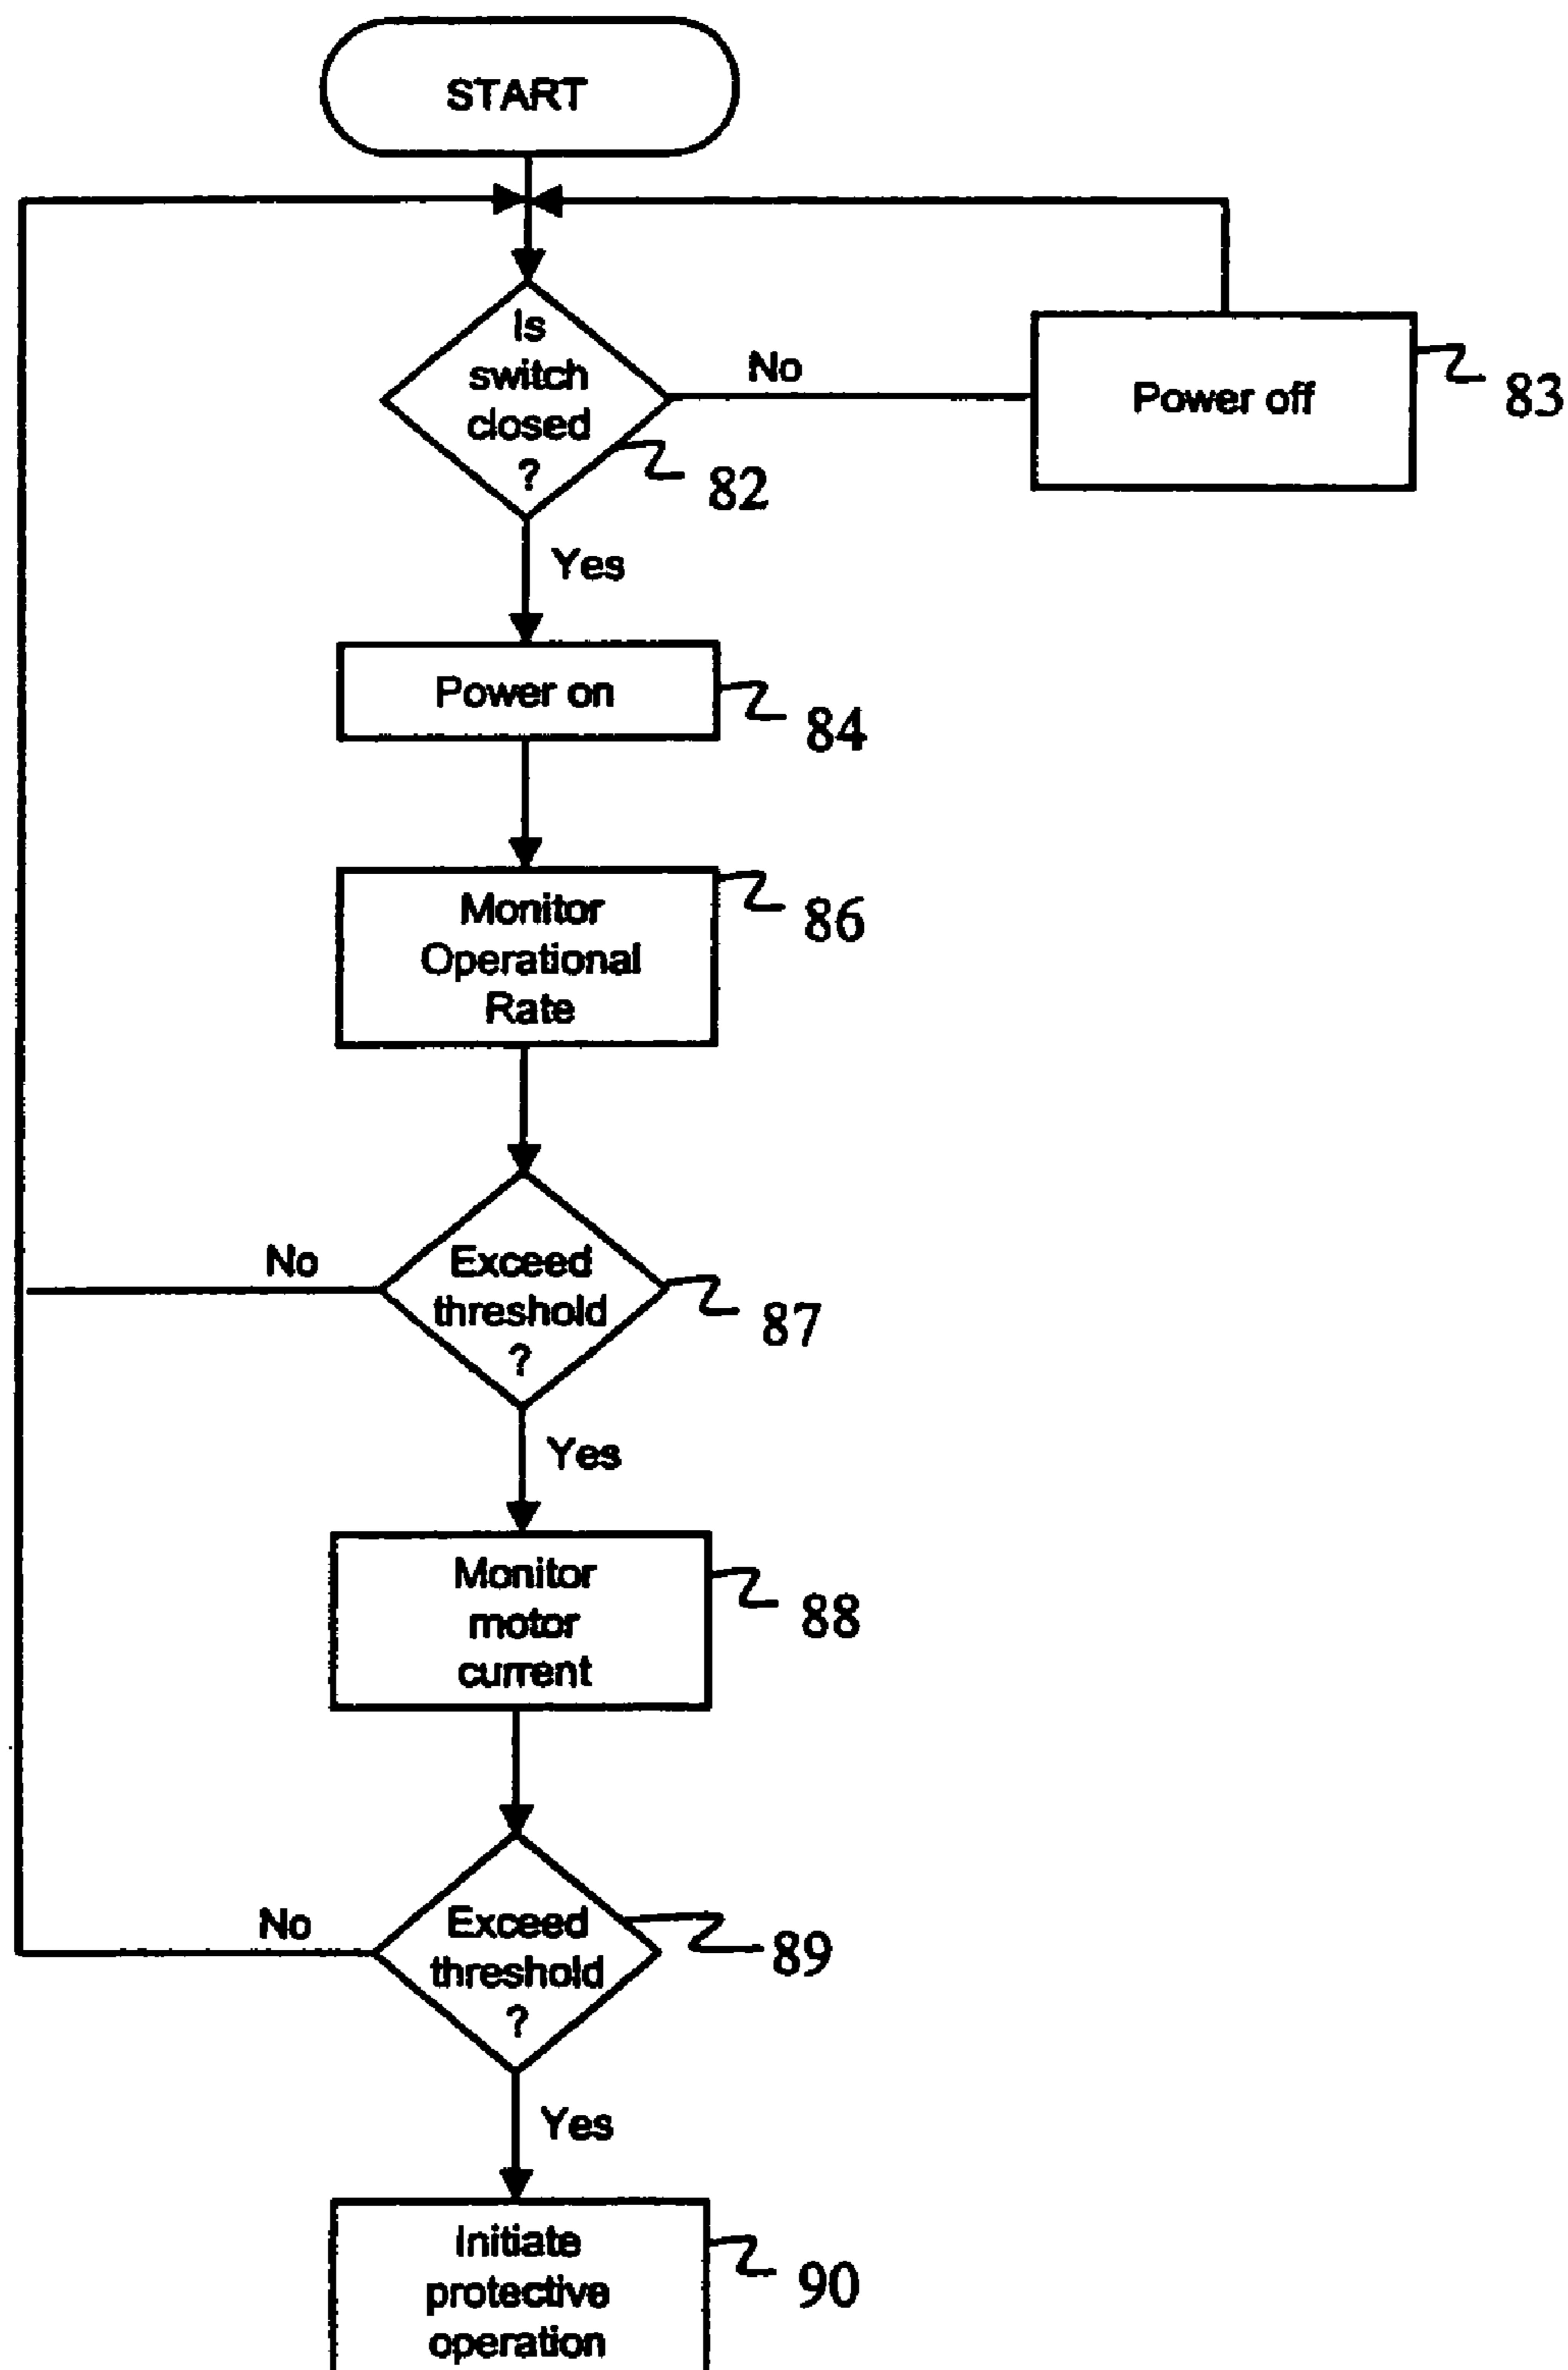 START
Is
switch
closed
?
82
No
Power off
83
Yes
Power on
84
Monitor
Operational
Rate
86
No
Exceed
threshold
?
87
Yes
Monitor
motor
current
88
No
Exceed
threshold
?
89
Yes
Initiate
protective
operation
90